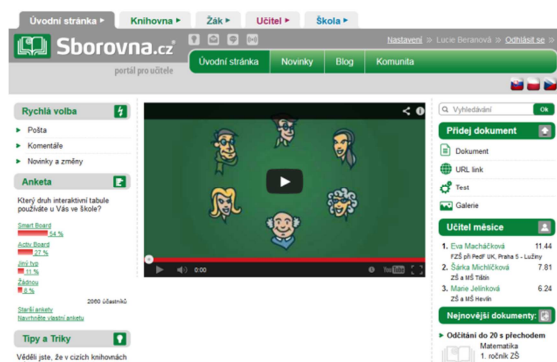 Úvodní stránka
Knihovna
Žák
Učitel
Škola
Sborovna.cz
portál pro učitele
Nastavení » Lucie Beranová » Odhlásit se »
Úvodní stránka
Novinky
Blog
Komunita
Rychlá volba
Pošta
Komentáře
Novinky a změny
Anketa
Který druh interaktivní tabule
používáte u Vás ve škole?
Smart Board
54 %
Activ Board
27 %
Jiný typ
11 %
Žádnou
8 %
2060 účastníků
Starší ankety
Navrhněte vlastní anketu
Tipy a Triky
Věděli jste, že v cizích knihovnách
0:00
YouTube
Vyhledávání
Ok
Přidej dokument
Dokument
URL link
Test
Galerie
Učitel měsíce
1. Eva Macháčková 11.44
FZŠ při PedF UK, Praha 5 - Lužiny
2. Šárka Michlíčková 7.81
ZŠ a MŠ Tištín
3. Marie Jelínková 6.24
ZŠ a MŠ Hevlín
Nejnovější dokumenty:
Odčítání do 20 s přechodem
Matematika
1. ročník ZŠ